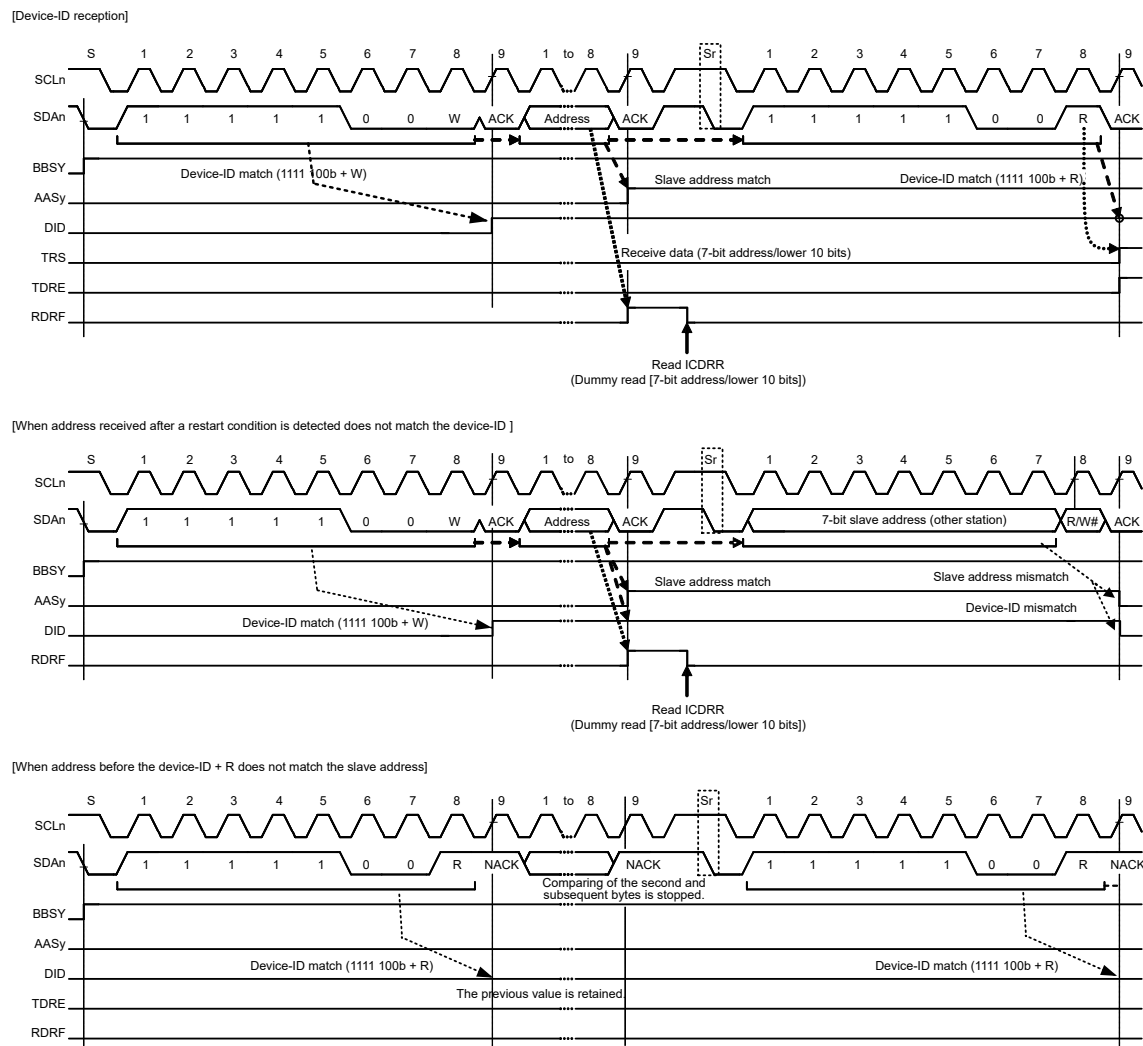 [Device-ID reception]
S 1 2 3 4 5 6 7 8 9 1 to 8 9 Sr 1 2 3 4 5 6 7 8 9
SCLn
SDAn 1 1 1 1 1 0 0 W ACK Address ACK 1 1 1 1 1 0 0 R ACK
BBSY
Device-ID match (1111 100b + W) Slave address match Device-ID match (1111 100b + R)
AASy
DID
Receive data (7-bit address/lower 10 bits)
TRS
TDRE
RDRF
Read ICDRR
(Dummy read [7-bit address/lower 10 bits])
[When address received after a restart condition is detected does not match the device-ID ]
S 1 2 3 4 5 6 7 8 9 1 to 8 9 Sr 1 2 3 4 5 6 7 8 9
SCLn
SDAn 1 1 1 1 1 0 0 W ACK Address ACK 7-bit slave address (other station) R/W# ACK
BBSY
Slave address match Slave address mismatch
AASy
Device-ID mismatch
Device-ID match (1111 100b + W)
DID
RDRF
Read ICDRR
(Dummy read [7-bit address/lower 10 bits])
[When address before the device-ID + R does not match the slave address]
S 1 2 3 4 5 6 7 8 9 1 to 8 9 Sr 1 2 3 4 5 6 7 8 9
SCLn
SDAn 1 1 1 1 1 0 0 R NACK NACK 1 1 1 1 1 0 0 R NACK
Comparing of the second and
subsequent bytes is stopped.
BBSY
AASy
Device-ID match (1111 100b + R) Device-ID match (1111 100b + R)
DID
The previous value is retained.
TDRE
RDRF